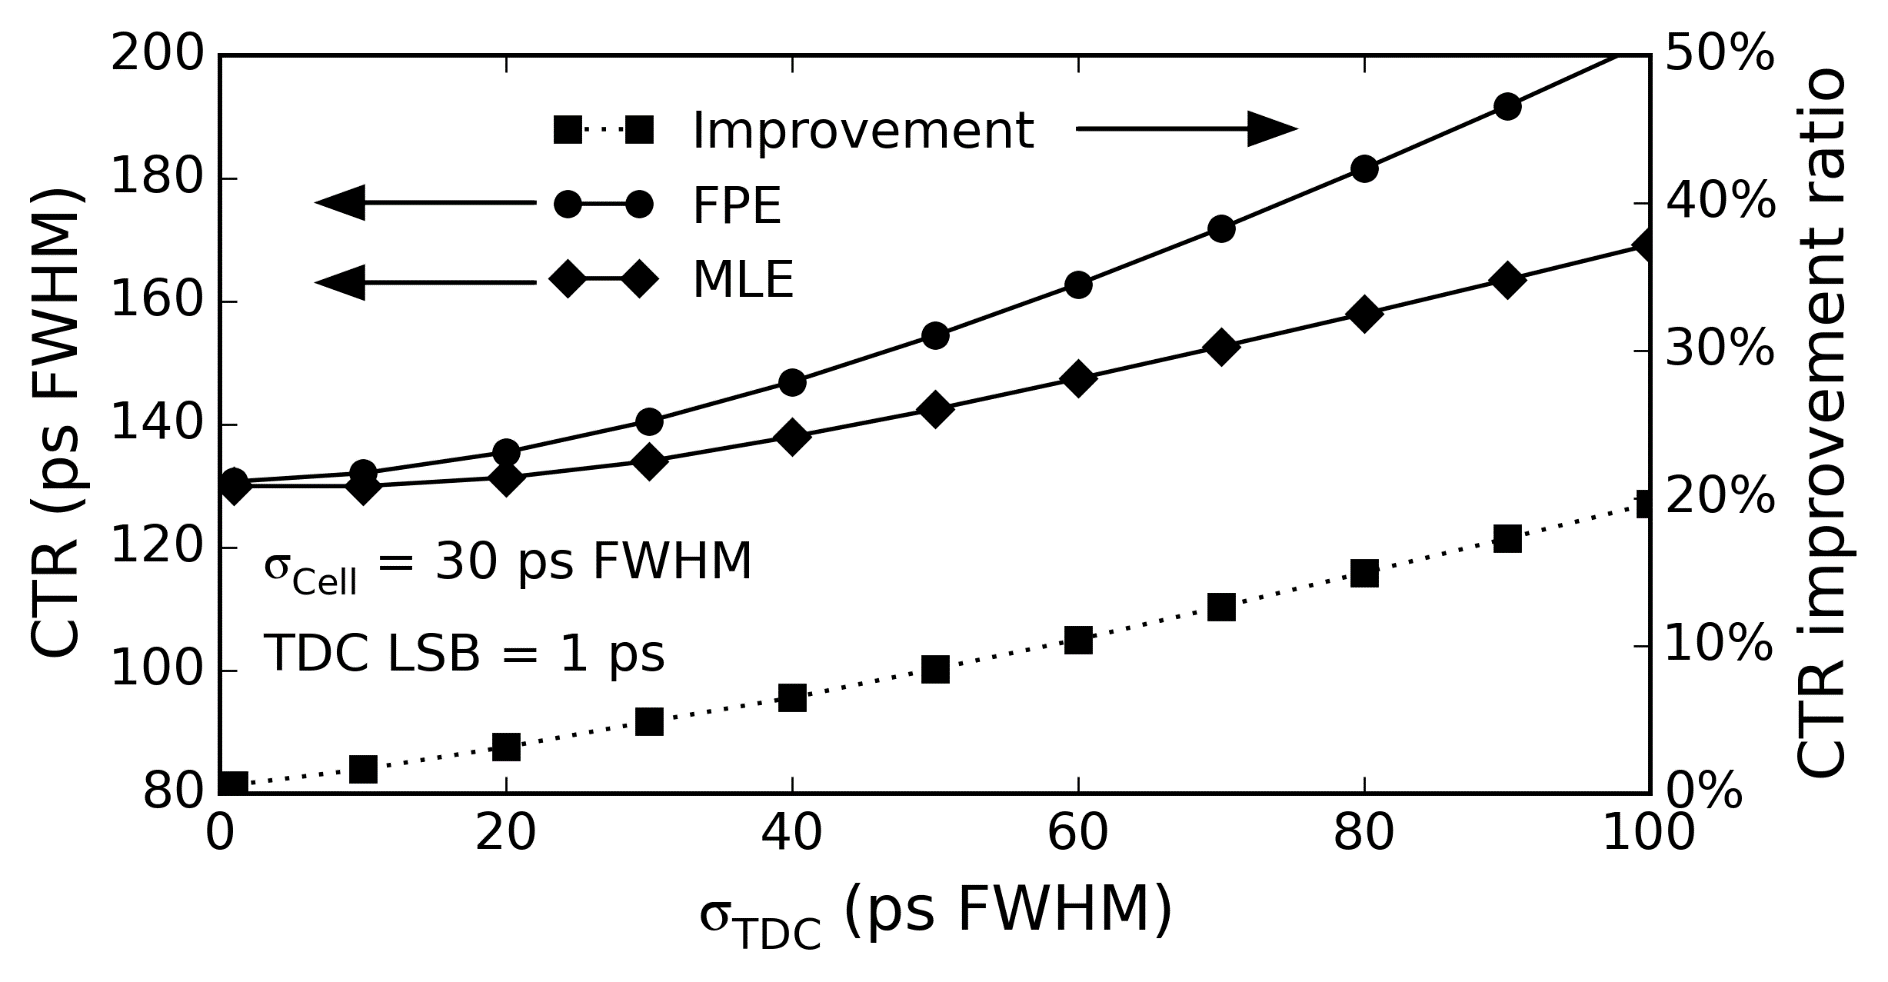 CTR (ps FWHM)
200
180
160
140
120
100
80
Improvement
FPE
MLE
σCell = 30 ps FWHM
TDC LSB = 1 ps
50%
40%
30%
20%
10%
0%
CTR improvement ratio
0 20 40 60 80 100
σTDC (ps FWHM)